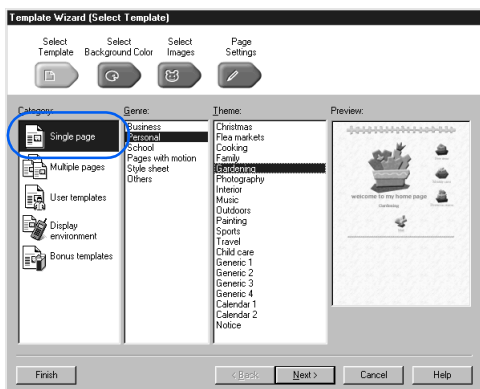 Template Wizard (Select Template)
Select Template
Select Background Color
Select Images
Page Settings
Category:
Single page
Multiple pages
User templates
Display environment
Bonus templates
Genre:
Business
Personal
School
Pages with motion
Style sheet
Others
Theme:
Christmas
Flea markets
Cooking
Family
Gardening
Photography
Interior
Music
Outdoors
Painting
Sports
Travel
Child care
Generic 1
Generic 2
Generic 3
Generic 4
Calendar 1
Calendar 2
Notice
Preview:
welcome to my home page
Gardening
Finish
< Back
Next >
Cancel
Help